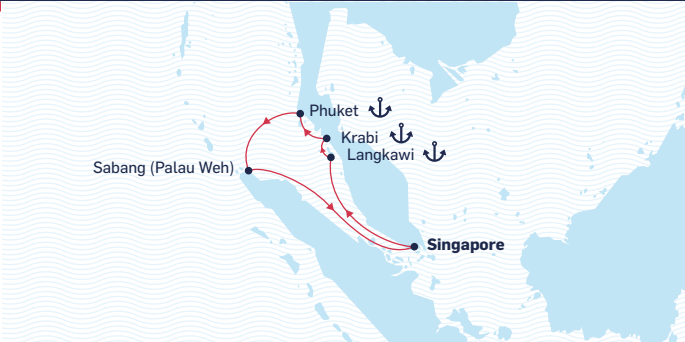 Phuket
Krabi
Langkawi
Sabang (Palau Weh)
Singapore